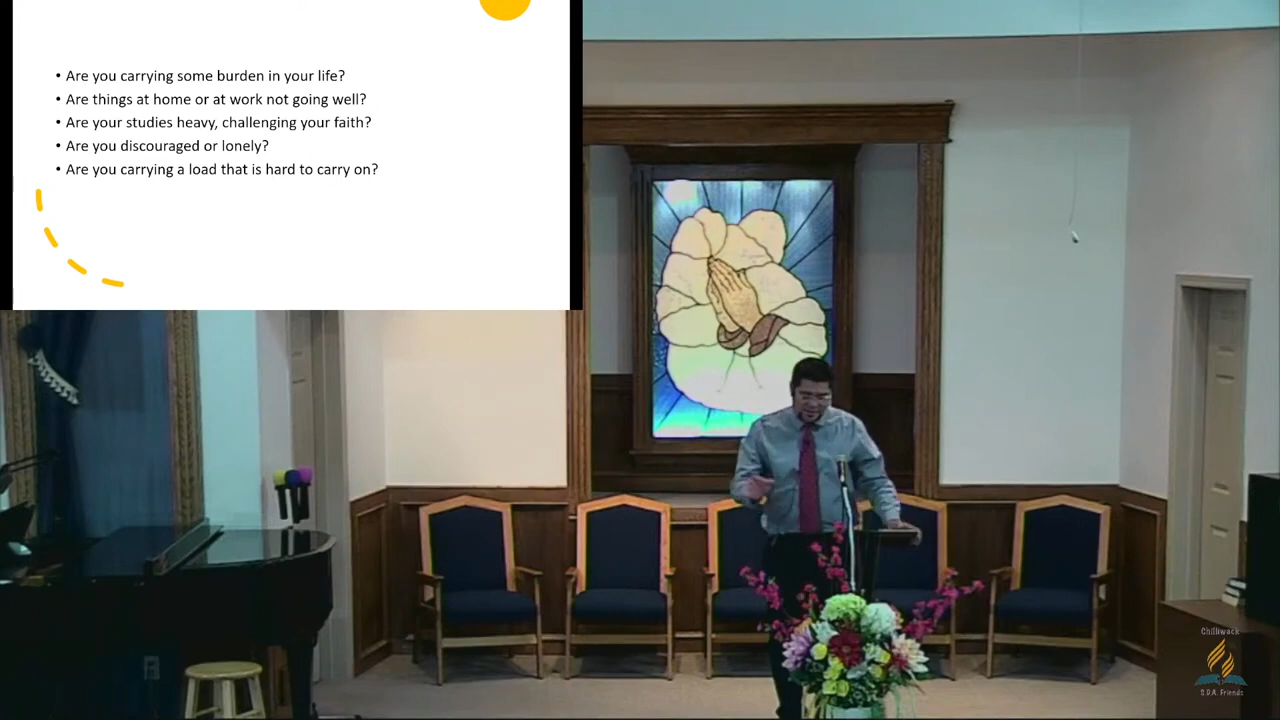 • Are you carrying some burden in your life?
• Are things at home or at work not going well?
• Are your studies heavy, challenging your faith?
• Are you discouraged or lonely?
• Are you carrying a load that is hard to carry on?
Chilliwack
S.D.A. Friends